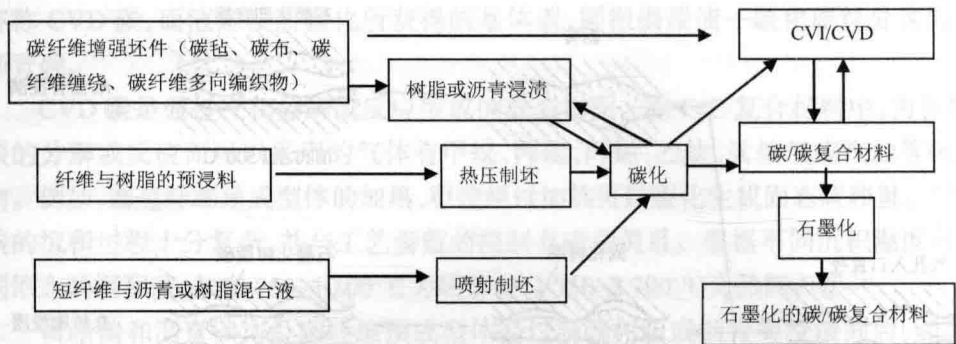 碳纤维增强坯件（碳毡、碳布、碳
纤维缠绕、碳纤维多向编织物）
CVI/CVD
树脂或沥青浸渍
纤维与树脂的预浸料
热压制坯
碳化
碳/碳复合材料
石墨化
短纤维与沥青或树脂混合液
喷射制坯
石墨化的碳/碳复合材料